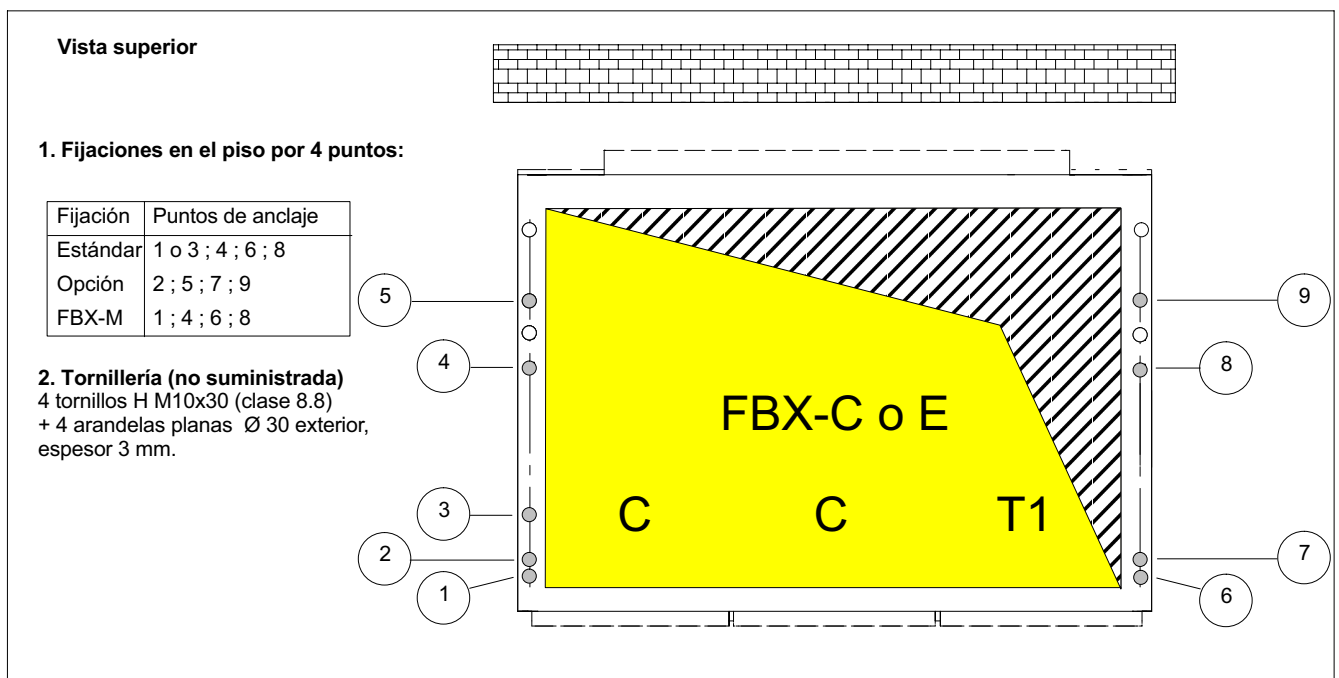 Vista superior
1. Fijaciones en el piso por 4 puntos:
Fijación Puntos de anclaje
Estándar 1 o 3 ; 4 ; 6 ; 8
Opción 2 ; 5 ; 7 ; 9
FBX-M 1 ; 4 ; 6 ; 8
2. Tornillería (no suministrada)
4 tornillos H M10x30 (clase 8.8)
+ 4 arandelas planas Ø 30 exterior,
espesor 3 mm.
5
9
4
8
FBX-C o E
3
C C T1
2
7
1
6